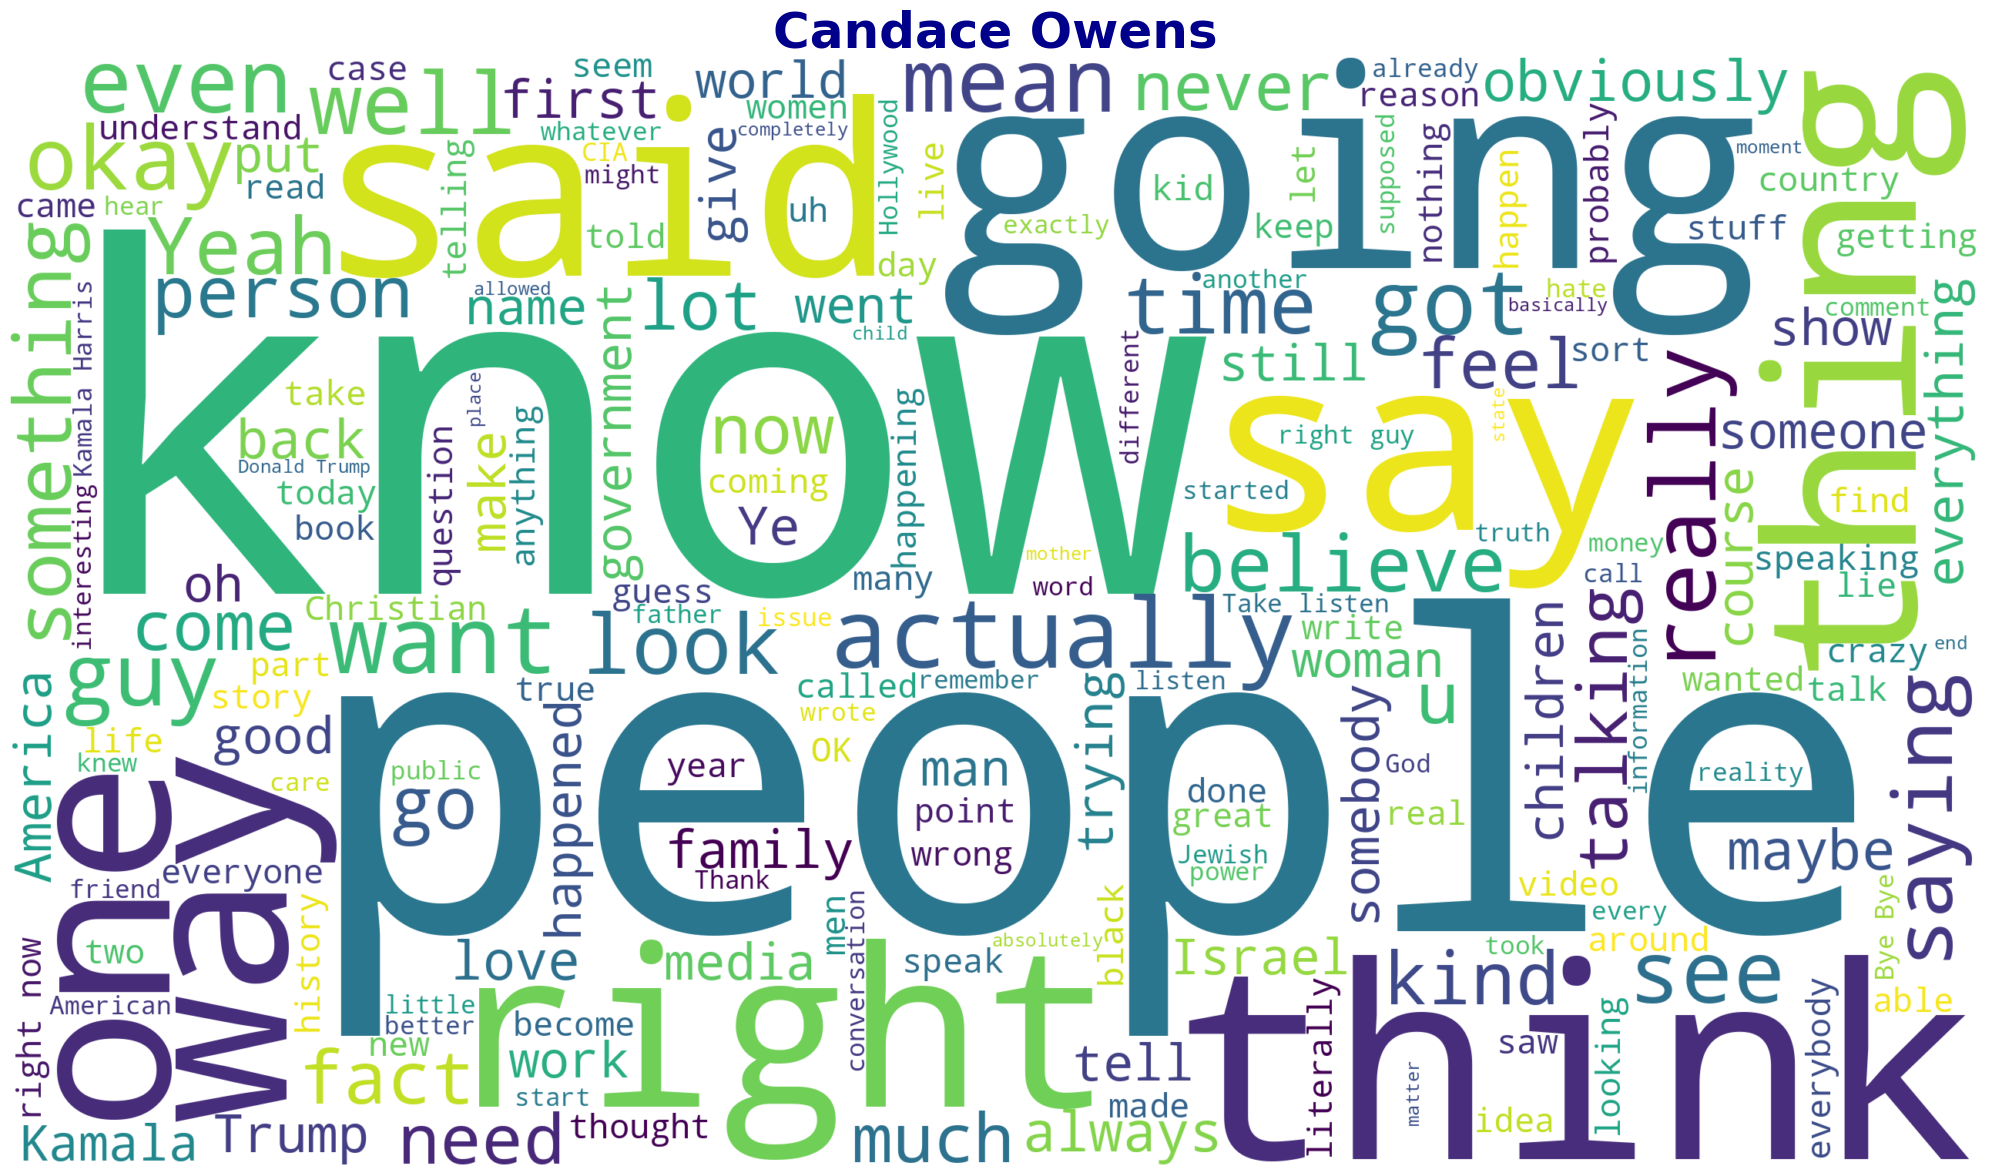 Candace Owens
even
case
well
seem
first
world
women
mean
never
already
reason
obviously
understand
okay
put
read
came
hear
whatever
CIA
might
completely
Hollywood
telling
said
give
uh
live
going
kid
exactly
let
keep
supposed
nothing
happen
probably
moment
country
stuff
getting
thing
Yeah
told
day
something
Kamala Harris
person
allowed
name
lot
went
child
government
time
another
got
basically
hate
comment
show
everything
know
take
place
back
Donald Trump
today
book
question
make
anything
now
coming
Ye
happening
many
mother
word
different
still
feel
sort
really
someone
say
right guy
state
started
truth
course
find
believe
money
speaking
call
lie
interesting
oh
Christian
guess
father
issue
come
want
look
actually
Take listen
write
woman
children
talking
information
crazy
end
America
guy
part
story
true
called
remember
listen
wrote
OK
trying
u
wanted
talk
life
knew
good
care
public
go
happened
year
man
point
wrong
done
great
Jewish
power
somebody
God
real
reality
saying
people
family
Thank
maybe
one
way
everyone
friend
two
history
American
right now
love
media
men
conversation
speak
absolutely
black
Israel
video
every
around
took
Bye Bye
kind
see
able
little
better
new
become
work
start
fact
right
think
tell
made
literally
matter
saw
idea
looking
everybody
Kamala
Trump
need
thought
much
always